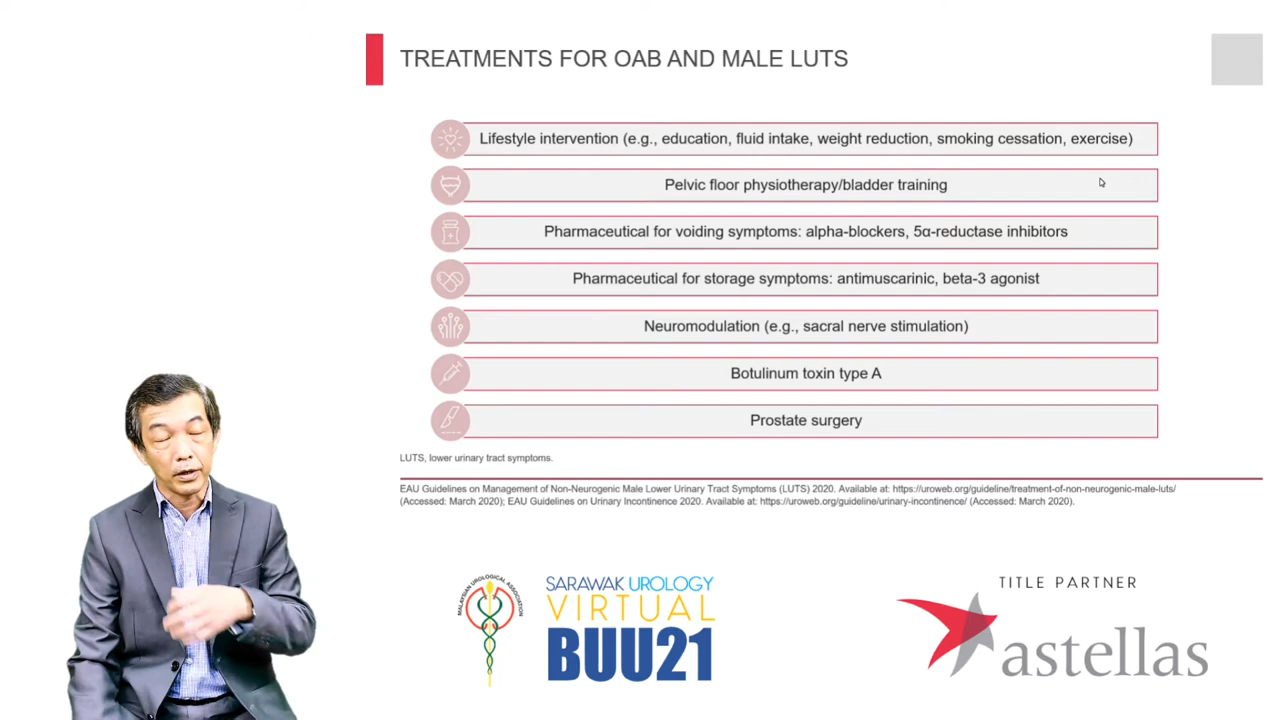 TREATMENTS FOR OAB AND MALE LUTS
Lifestyle intervention (e.g., education, fluid intake, weight reduction, smoking cessation, exercise)
Pelvic floor physiotherapy/bladder training
Pharmaceutical for voiding symptoms: alpha-blockers, 5α-reductase inhibitors
Pharmaceutical for storage symptoms: antimuscarinic, beta-3 agonist
Neuromodulation (e.g., sacral nerve stimulation)
Botulinum toxin type A
Prostate surgery
LUTS, lower urinary tract symptoms.
EAU Guidelines on Management of Non-Neurogenic Male Lower Urinary Tract Symptoms (LUTS) 2020. Available at: https://uroweb.org/guideline/treatment-of-non-neurogenic-male-luts/
(Accessed: March 2020); EAU Guidelines on Urinary Incontinence 2020. Available at: https://uroweb.org/guideline/urinary-incontinence/ (Accessed: March 2020).
MALAYSIAN UROLOGICAL ASSOCIATION
SARAWAK UROLOGY
VIRTUAL
BUU21
TITLE PARTNER
astellas